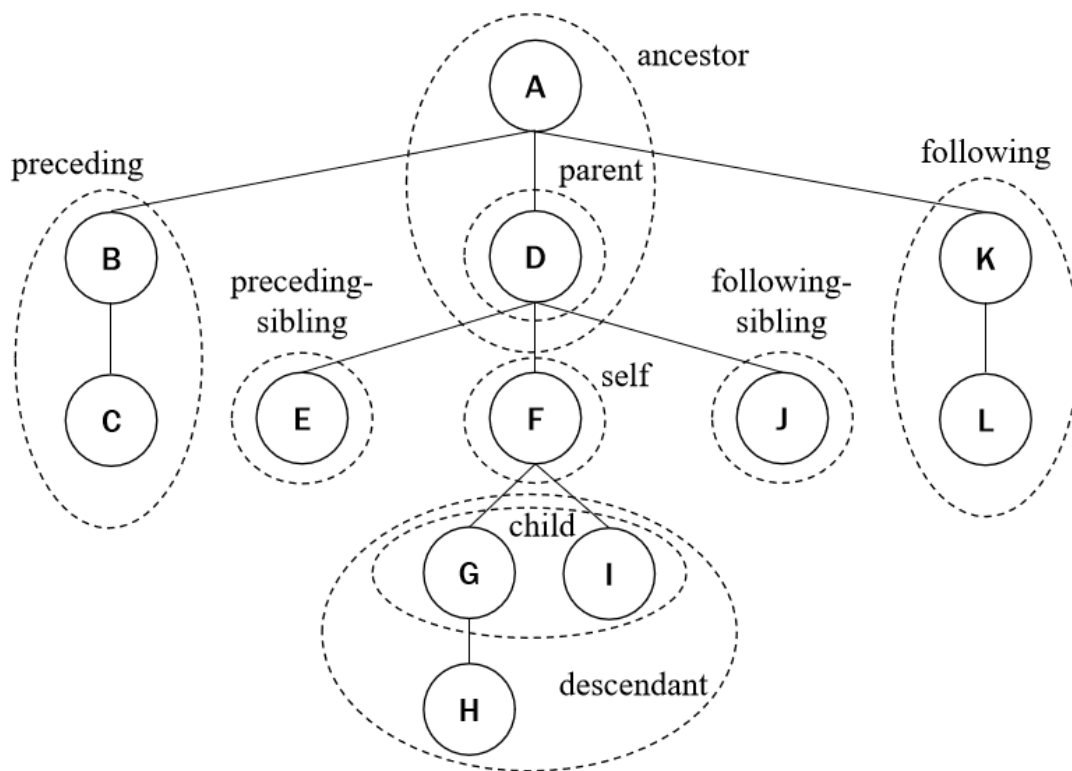 ancestor
A
preceding
parent
following
B
D
K
preceding-
sibling
following-
sibling
self
C
E
F
J
L
child
G
I
descendant
H